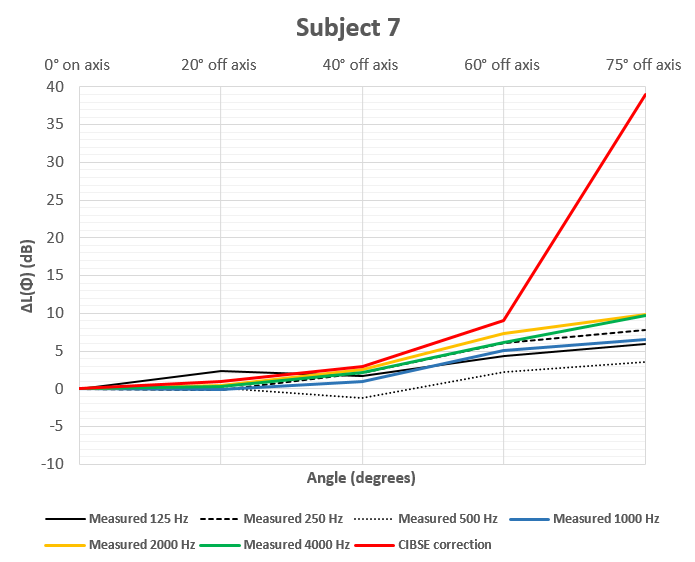 Subject 7
0° on axis 20° off axis 40° off axis 60° off axis 75° off axis
40
35
30
25
20
15
10
5
0
-5
-10
ΔL(Φ) (dB)
Angle (degrees)
Measured 125 Hz Measured 250 Hz Measured 500 Hz Measured 1000 Hz
Measured 2000 Hz Measured 4000 Hz CIBSE correction